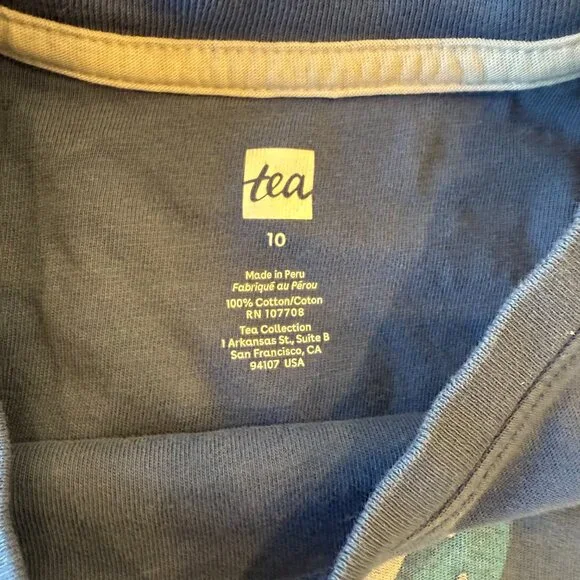 tea
10
Made in Peru
Fabriqué au Pérou
100% Cotton/Coton
RN 107708
Tea Collection
1 Arkansas St., Suite B
San Francisco, CA
94107 USA